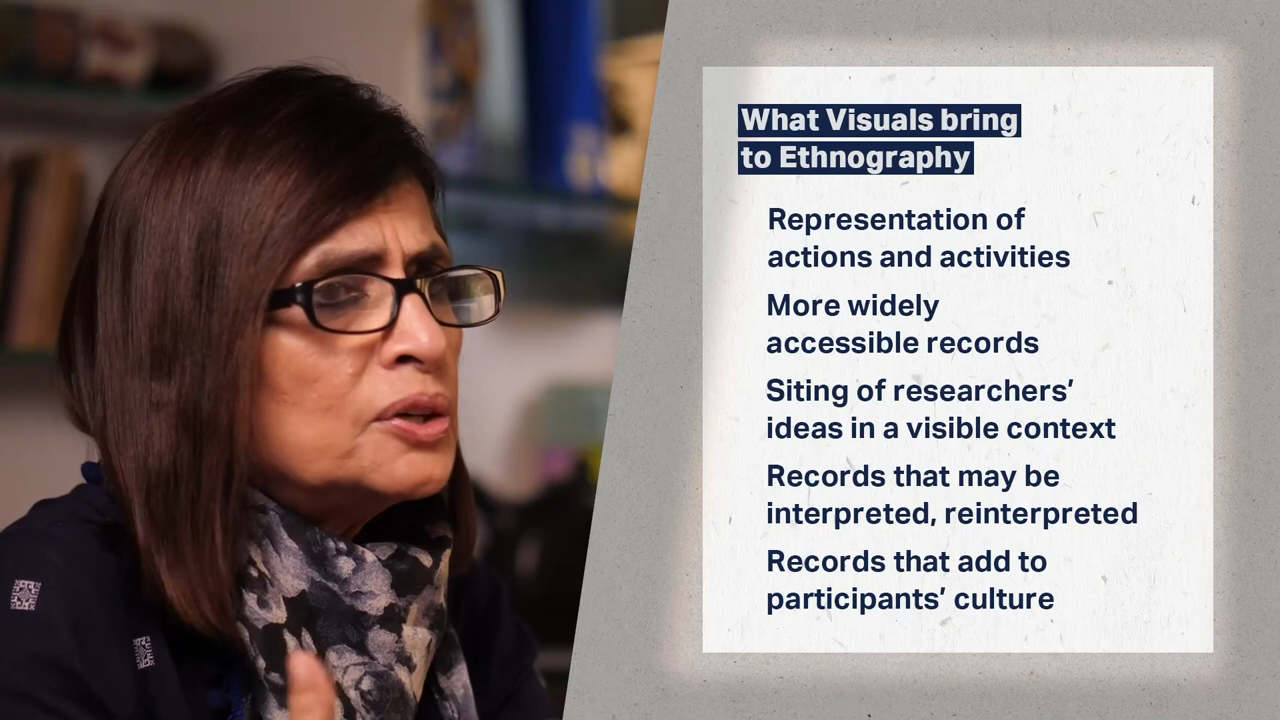 What Visuals bring
to Ethnography
Representation of
actions and activities
More widely
accessible records
Siting of researchers’
ideas in a visible context
Records that may be
interpreted, reinterpreted
Records that add to
participants’ culture